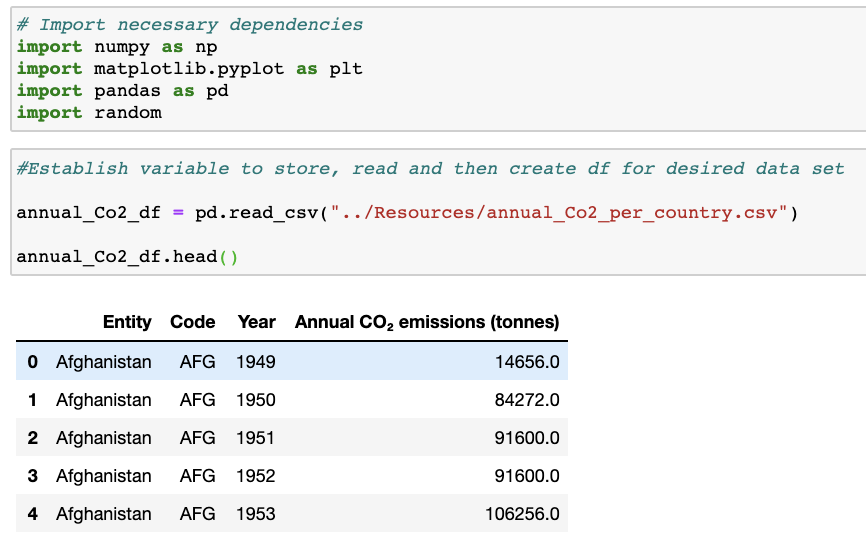 # Import necessary dependencies
import numpy as np
import matplotlib.pyplot as plt
import pandas as pd
import random
#Establish variable to store, read and then create df for desired data set
annual_Co2_df = pd.read_csv("../Resources/annual_Co2_per_country.csv")
annual_Co2_df.head()
Entity Code Year Annual CO₂ emissions (tonnes)
0 Afghanistan AFG 1949 14656.0
1 Afghanistan AFG 1950 84272.0
2 Afghanistan AFG 1951 91600.0
3 Afghanistan AFG 1952 91600.0
4 Afghanistan AFG 1953 106256.0